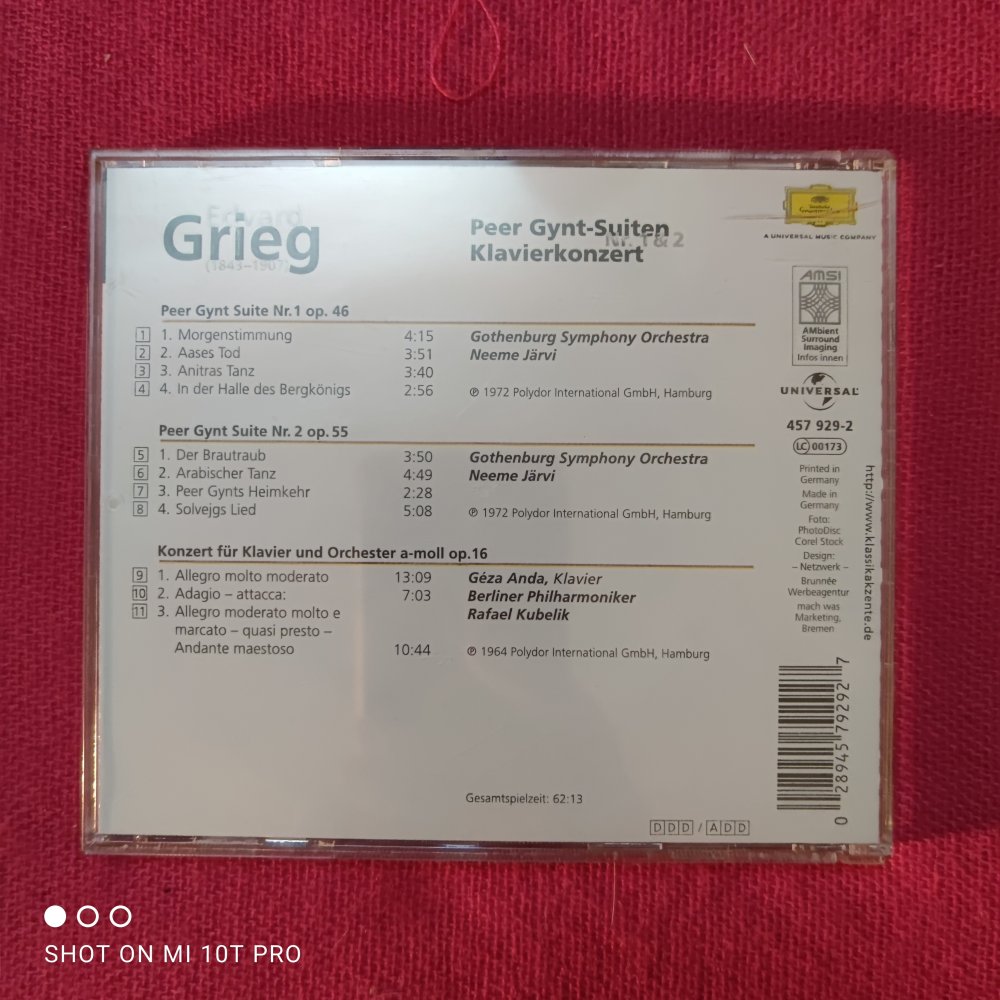 Edvard
Grieg
(1843–1907)
Peer Gynt-Suiten
Nr. 1 & 2
Klavierkonzert
Deutsche
Grammophon
A UNIVERSAL MUSIC COMPANY
Peer Gynt Suite Nr.1 op. 46
1 1. Morgenstimmung 4:15
2 2. Aases Tod 3:51
3 3. Anitras Tanz 3:40
4 4. In der Halle des Bergkönigs 2:56
Gothenburg Symphony Orchestra
Neeme Järvi
℗ 1972 Polydor International GmbH, Hamburg
Peer Gynt Suite Nr. 2 op. 55
5 1. Der Brautraub 3:50
6 2. Arabischer Tanz 4:49
7 3. Peer Gynts Heimkehr 2:28
8 4. Solvejgs Lied 5:08
Gothenburg Symphony Orchestra
Neeme Järvi
℗ 1972 Polydor International GmbH, Hamburg
Konzert für Klavier und Orchester a-moll op.16
9 1. Allegro molto moderato 13:09
10 2. Adagio – attacca: 7:03
11 3. Allegro moderato molto e
marcato – quasi presto –
Andante maestoso 10:44
Géza Anda, Klavier
Berliner Philharmoniker
Rafael Kubelik
℗ 1964 Polydor International GmbH, Hamburg
Gesamtspielzeit: 62:13
DDD / ADD
AMSI
AMbient
Surround
Imaging
Infos innen
UNIVERSAL
457 929-2
LC 00173
Printed in
Germany
Made in
Germany
Foto:
PhotoDisc
Corel Stock
Design:
– Netzwerk –
Brunnée
Werbeagentur
mach was
Marketing,
Bremen
http://www.klassikakzente.de
0 28945 79292 7
SHOT ON MI 10T PRO